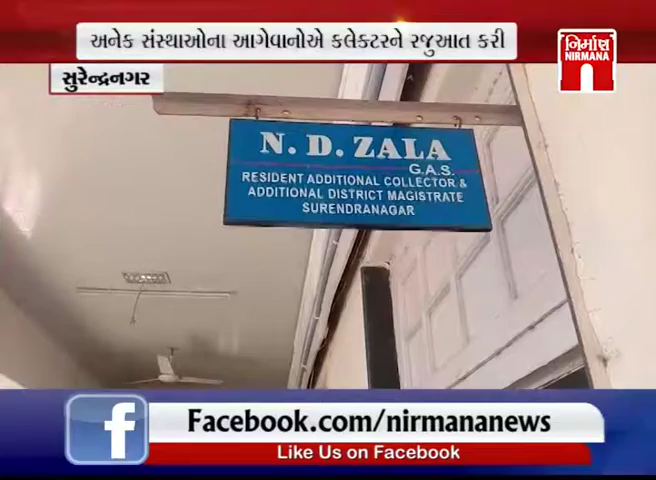 અનેક સંસ્થાઓના આગેવાનોએ કલેક્ટરને રજુઆત કરી
निर्माण
NIRMANA
સુરેન્દ્રનગર
N. D. ZALA
G.A.S.
RESIDENT ADDITIONAL COLLECTOR &
ADDITIONAL DISTRICT MAGISTRATE
SURENDRANAGAR
f Facebook.com/nirmananews
Like Us on Facebook